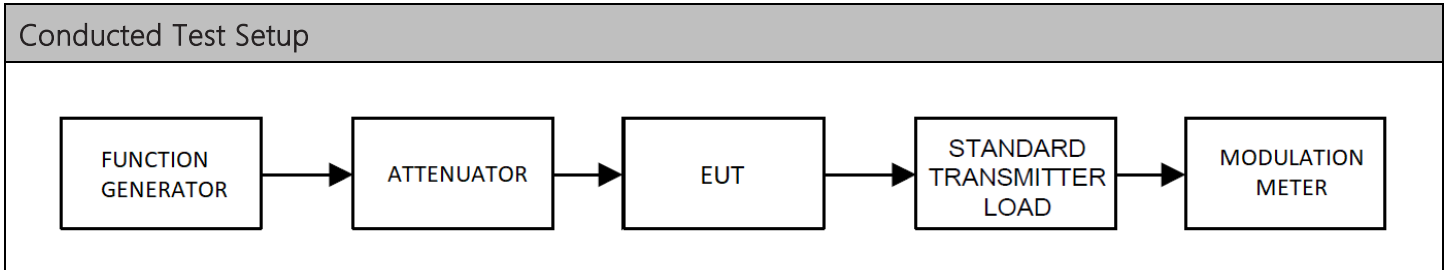 Conducted Test Setup
FUNCTION
GENERATOR
ATTENUATOR
EUT
STANDARD
TRANSMITTER
LOAD
MODULATION
METER